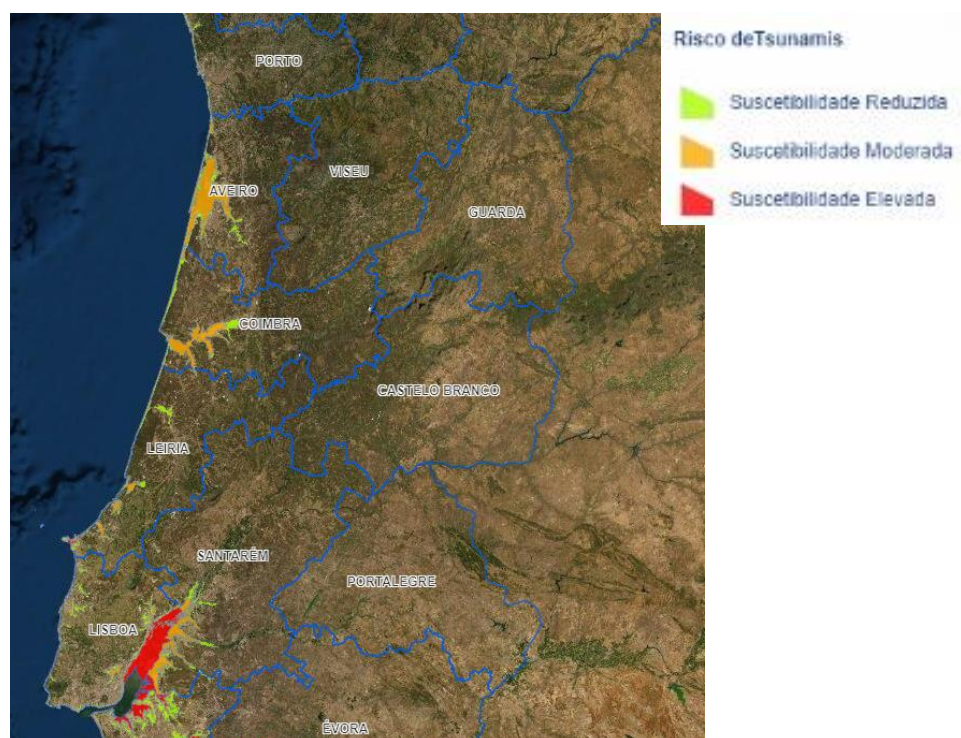 Risco deTsunamis
Suscetibilidade Reduzida
Suscetibilidade Moderada
Suscetibilidade Elevada
PORTO
VISEU
AVEIRO
GUARDA
COIMBRA
CASTELO BRANCO
LEIRIA
SANTARÉM
PORTALEGRE
LISBOA
ÉVORA